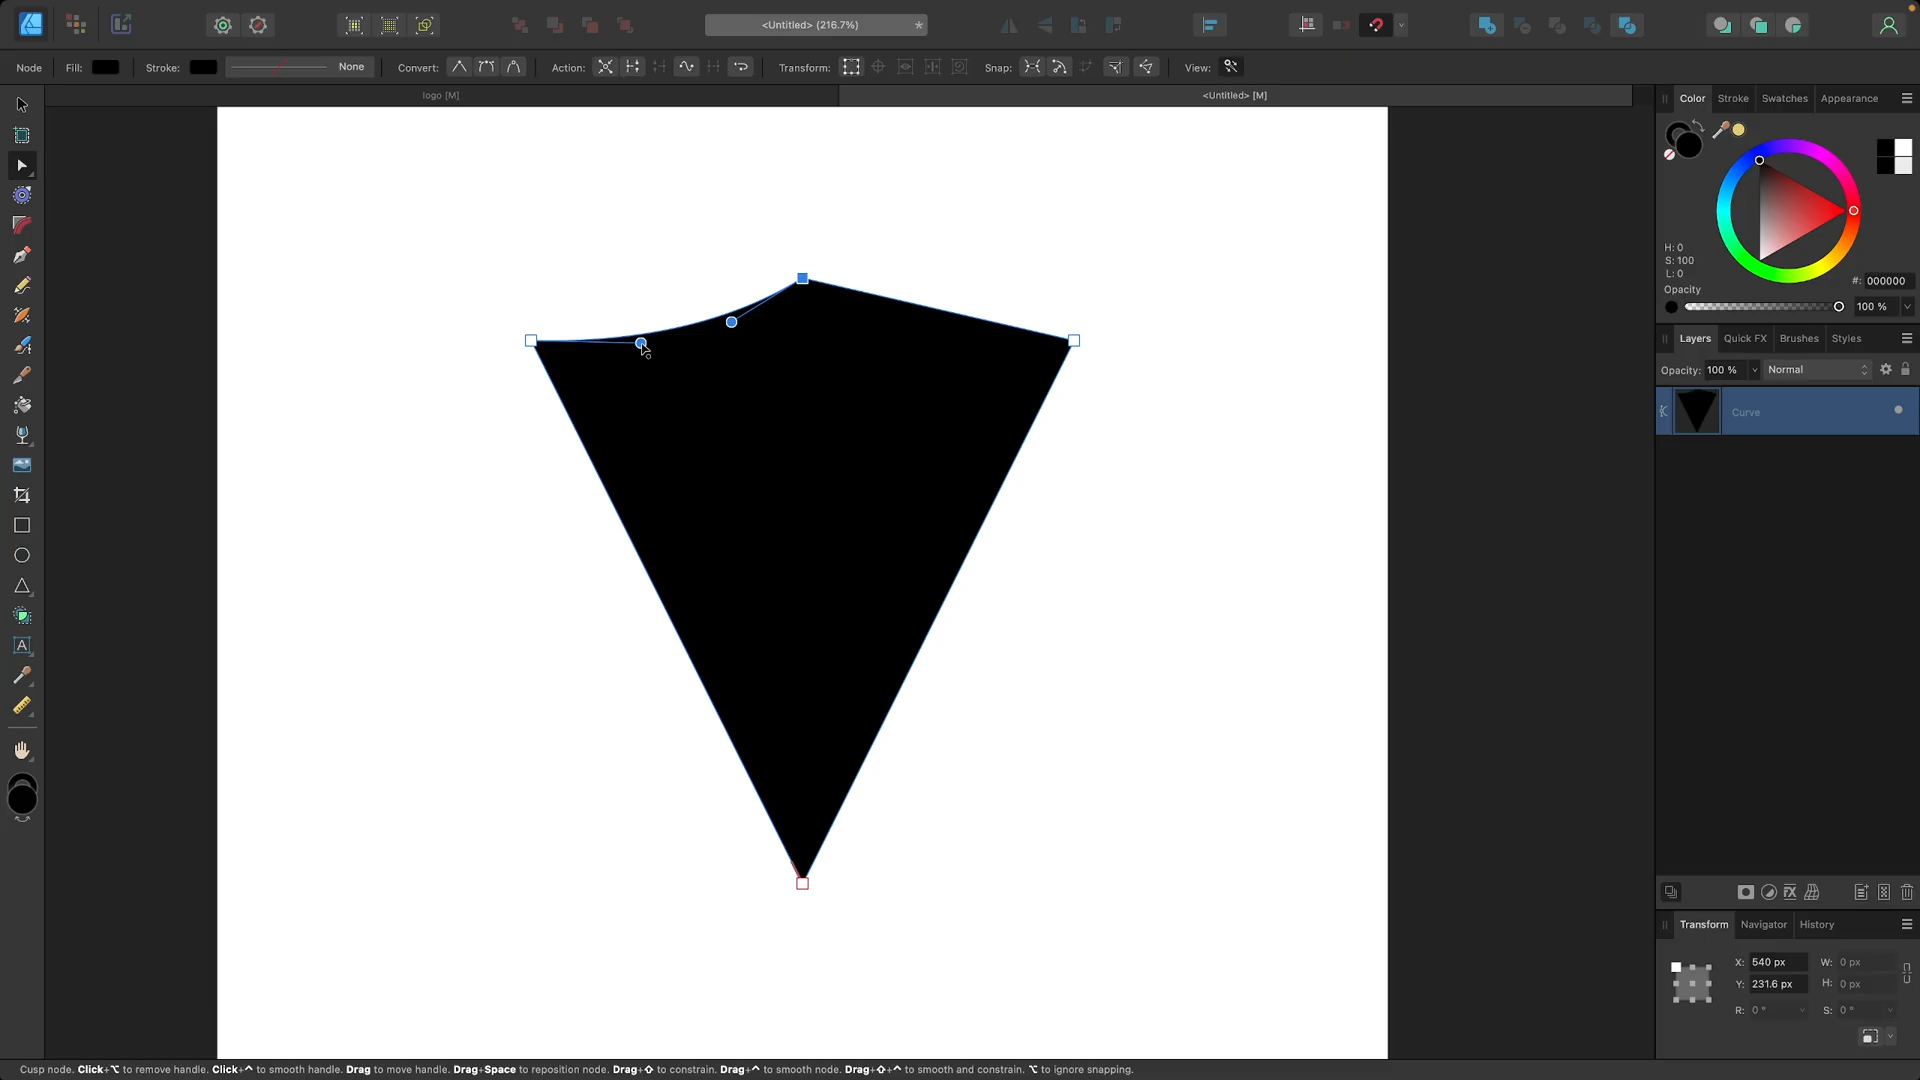 <Untitled> (216.7%)
*
Node
Fill:
Stroke:
None
Convert:
Action:
Transform:
Snap:
View:
logo [M]
<Untitled> [M]
Color
Stroke
Swatches
Appearance
H: 0
S: 100
L: 0
#: 000000
Opacity
100 %
Layers
Quick FX
Brushes
Styles
Opacity: 100 %
Normal
Curve
A
FX
Transform
Navigator
History
X: 540 px
W: 0 px
Y: 231.6 px
H: 0 px
R: 0 °
S: 0 °
Cusp node. Click+⌥ to remove handle. Click+⌃ to smooth handle. Drag to move handle. Drag+Space to reposition node. Drag+⇧ to constrain. Drag+⌃ to smooth node. Drag+⇧+⌃ to smooth and constrain. ⌥ to ignore snapping.